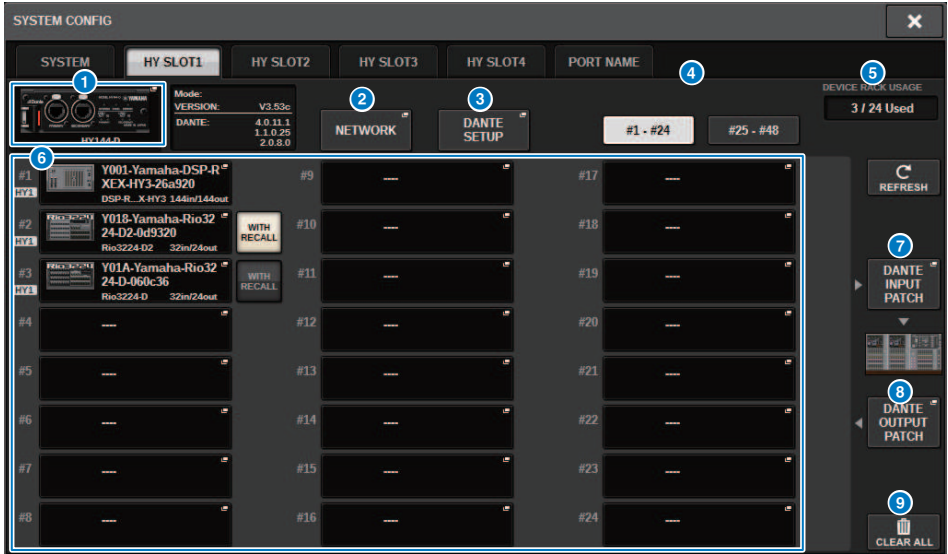 SYSTEM CONFIG
SYSTEM HY SLOT1 HY SLOT2 HY SLOT3 HY SLOT4 PORT NAME
1
2
3
4
5
DEVICE RACK USAGE
3 / 24 Used
YAMAHA
HY144-D
Mode:
VERSION: V3.53c
DANTE: 4.0.11.1
1.1.0.25
2.0.8.0
NETWORK
DANTE
SETUP
#1 - #24
#25 - #48
6
#1
HY1
Y001-Yamaha-DSP-R
XEX-HY3-26a920
DSP-R...X-HY3 144in/144out
#9 ----
#17 ----
REFRESH
#2
HY1
Rio3224
Y018-Yamaha-Rio32
24-D2-0d9320
Rio3224-D2 32in/24out
WITH
RECALL
#10 ----
#18 ----
#3
HY1
Rio3224
Y01A-Yamaha-Rio32
24-D-060c36
Rio3224-D 32in/24out
WITH
RECALL
#11 ----
#19 ----
7
DANTE
INPUT
PATCH
#4 ----
#12 ----
#20 ----
#5 ----
#13 ----
#21 ----
#6 ----
#14 ----
#22 ----
8
DANTE
OUTPUT
PATCH
#7 ----
#15 ----
#23 ----
#8 ----
#16 ----
#24 ----
9
CLEAR ALL